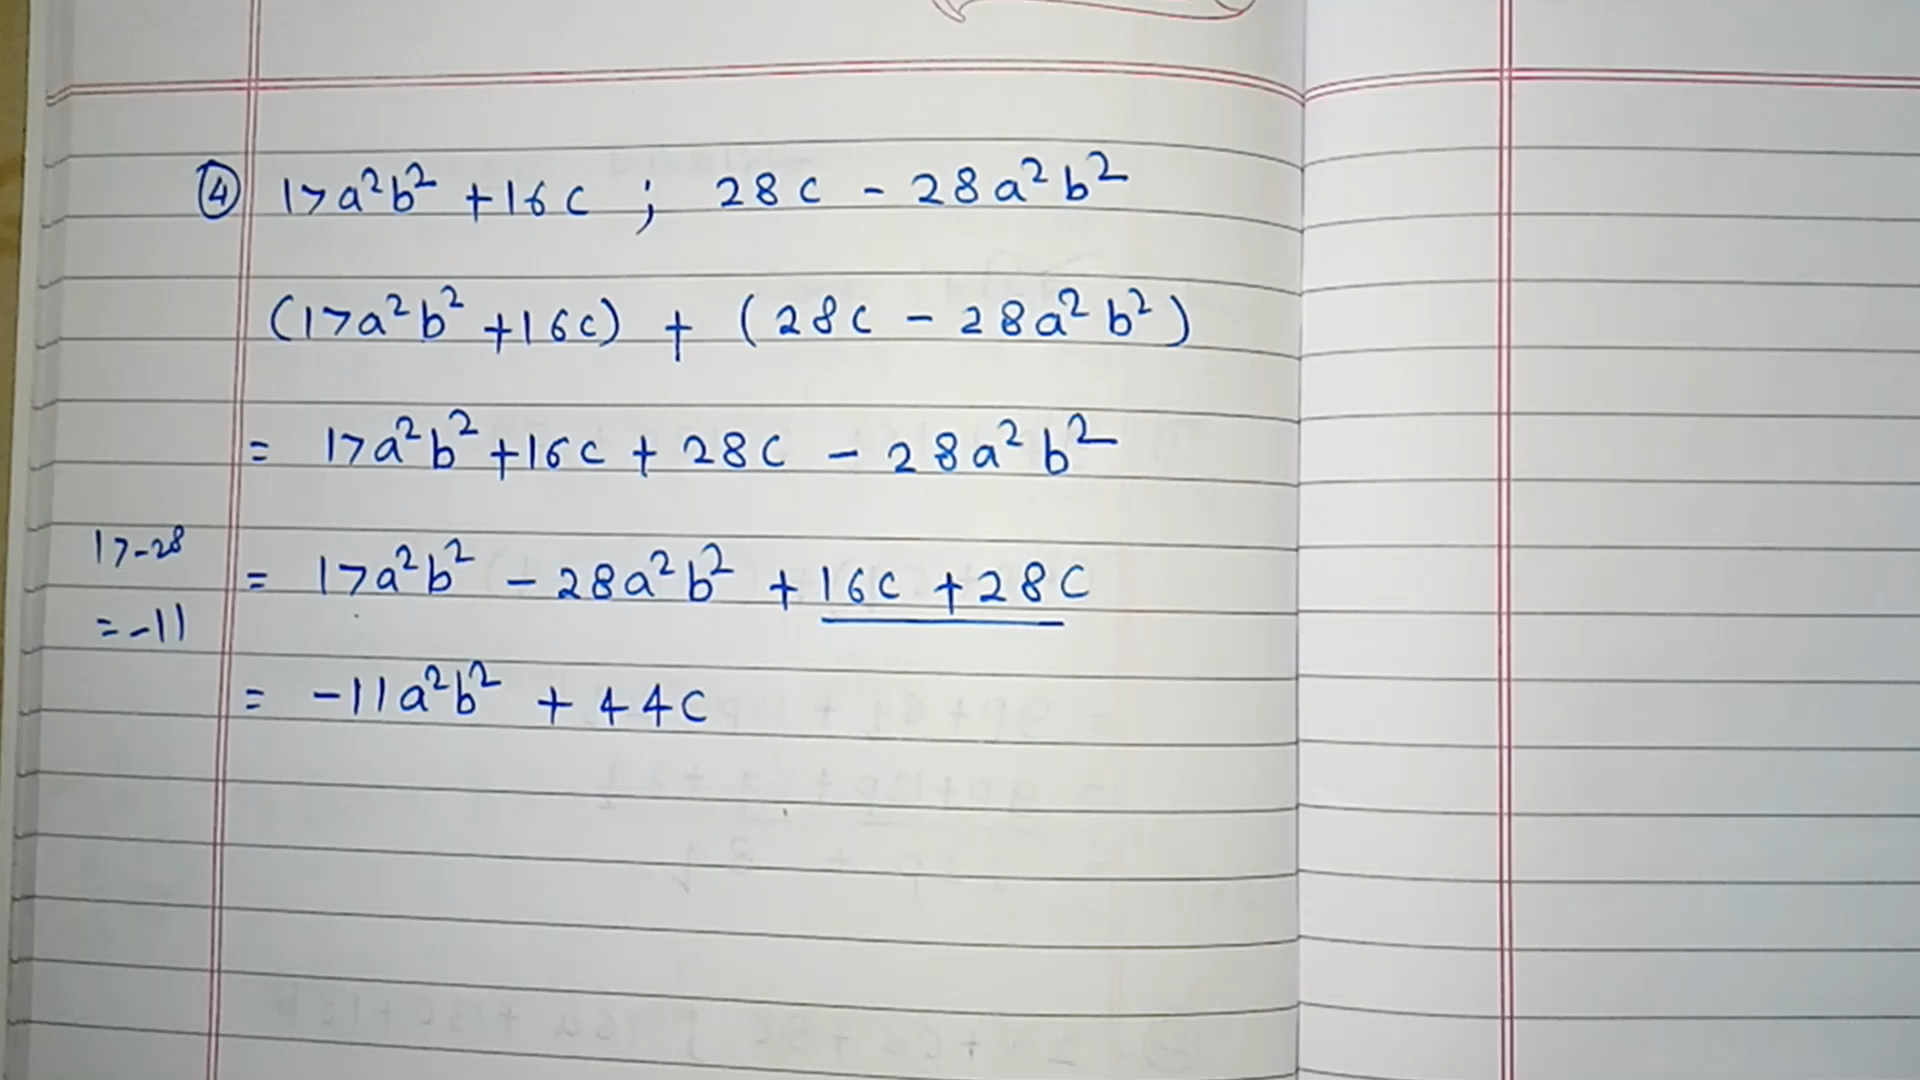 ④ 17a²b² + 16c ; 28c - 28a²b²
(17a²b² + 16c) + (28c - 28a²b²)
= 17a²b² + 16c + 28c - 28a²b²
17-28
= 17a²b² - 28a²b² + 16c + 28c
= -11
= -11a²b² + 44c